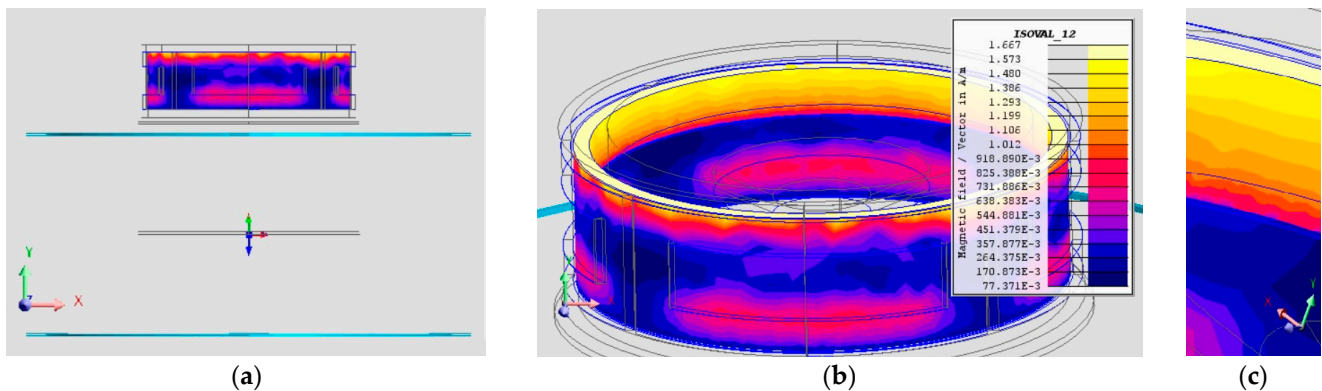 Y
X
Z
(a)
ISOVAL_12
Magnetic field / Vector in A/m
1.667
1.573
1.480
1.386
1.293
1.199
1.106
1.012
918.890E-3
825.388E-3
731.886E-3
638.383E-3
544.881E-3
451.379E-3
357.877E-3
264.375E-3
170.873E-3
77.371E-3
(b)
X
Y
(c)